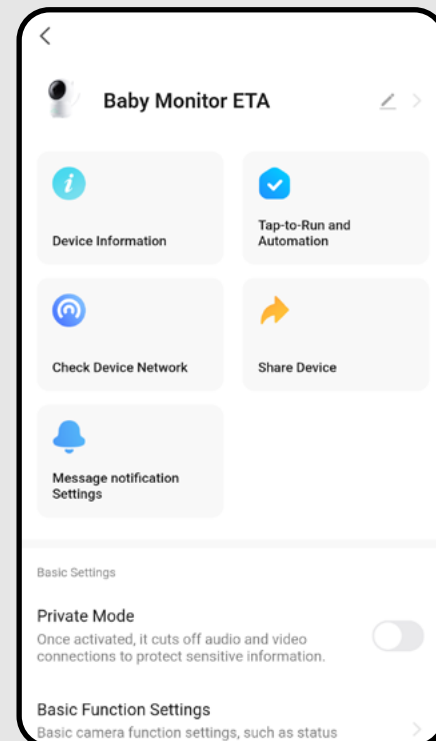 Baby Monitor ETA
Device Information
Tap-to-Run and
Automation
Check Device Network
Share Device
Message notification
Settings
Basic Settings
Private Mode
Once activated, it cuts off audio and video
connections to protect sensitive information.
Basic Function Settings
Basic camera function settings, such as status